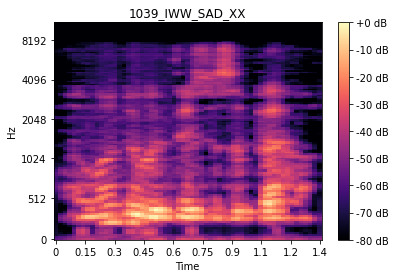 1039_IWW_SAD_XX
8192
4096
2048
1024
512
0
Hz
0 0.15 0.3 0.45 0.6 0.75 0.9 1.1 1.2 1.4
Time
+0 dB
-10 dB
-20 dB
-30 dB
-40 dB
-50 dB
-60 dB
-70 dB
-80 dB